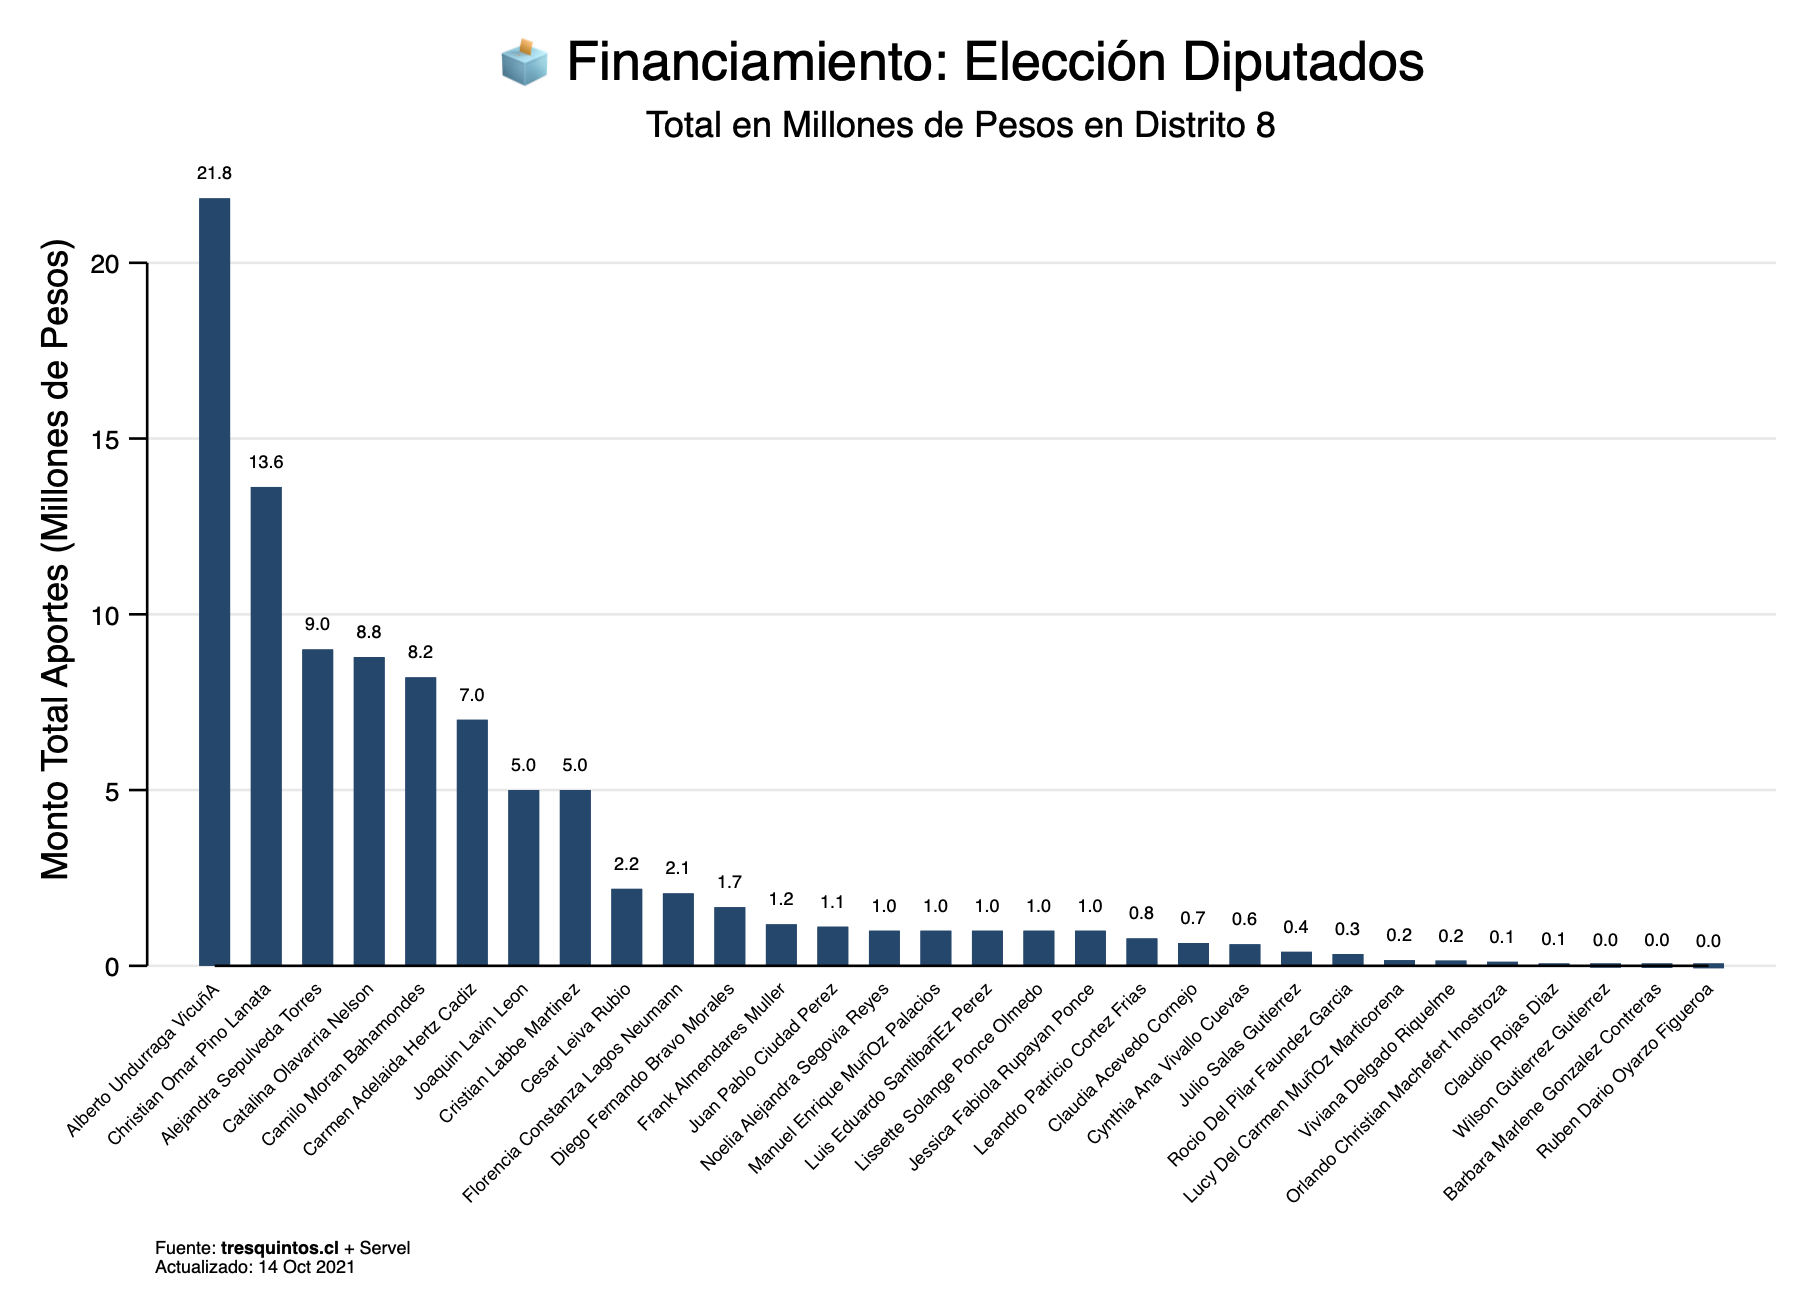 Financiamiento: Elección Diputados
Total en Millones de Pesos en Distrito 8
Monto Total Aportes (Millones de Pesos)
20
15
10
5
0
21.8
13.6
9.0
8.8
8.2
7.0
5.0
5.0
2.2
2.1
1.7
1.2
1.1
1.0
1.0
1.0
1.0
1.0
0.8
0.7
0.6
0.4
0.3
0.2
0.2
0.1
0.1
0.0
0.0
0.0
Alberto Undurraga VicuñA
Christian Omar Pino Lanata
Alejandra Sepulveda Torres
Catalina Olavarria Nelson
Camilo Moran Bahamondes
Carmen Adelaida Hertz Cadiz
Joaquin Lavin Leon
Cristian Labbe Martinez
Cesar Leiva Rubio
Florencia Constanza Lagos Neumann
Diego Fernando Bravo Morales
Frank Almendares Muller
Juan Pablo Ciudad Perez
Noelia Alejandra Segovia Reyes
Manuel Enrique MuñOz Palacios
Luis Eduardo SantibañEz Perez
Lissette Solange Ponce Olmedo
Jessica Fabiola Rupayan Ponce
Leandro Patricio Cortez Frias
Claudia Acevedo Cornejo
Cynthia Ana Vivallo Cuevas
Julio Salas Gutierrez
Rocio Del Pilar Faundez Garcia
Lucy Del Carmen MuñOz Marticorena
Viviana Delgado Riquelme
Orlando Christian Machefert Inostroza
Claudio Rojas Diaz
Wilson Gutierrez Gutierrez
Barbara Marlene Gonzalez Contreras
Ruben Dario Oyarzo Figueroa
Fuente: tresquintos.cl + Servel
Actualizado: 14 Oct 2021